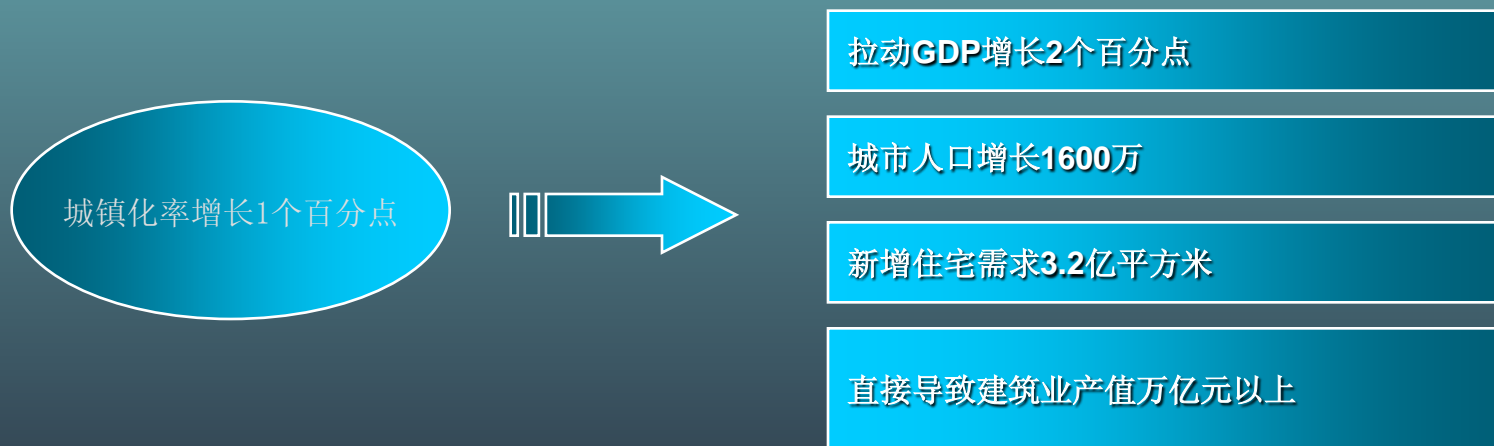 拉动GDP增长2个百分点
城市人口增长1600万
城镇化率增长1个百分点
新增住宅需求3.2亿平方米
直接导致建筑业产值万亿元以上